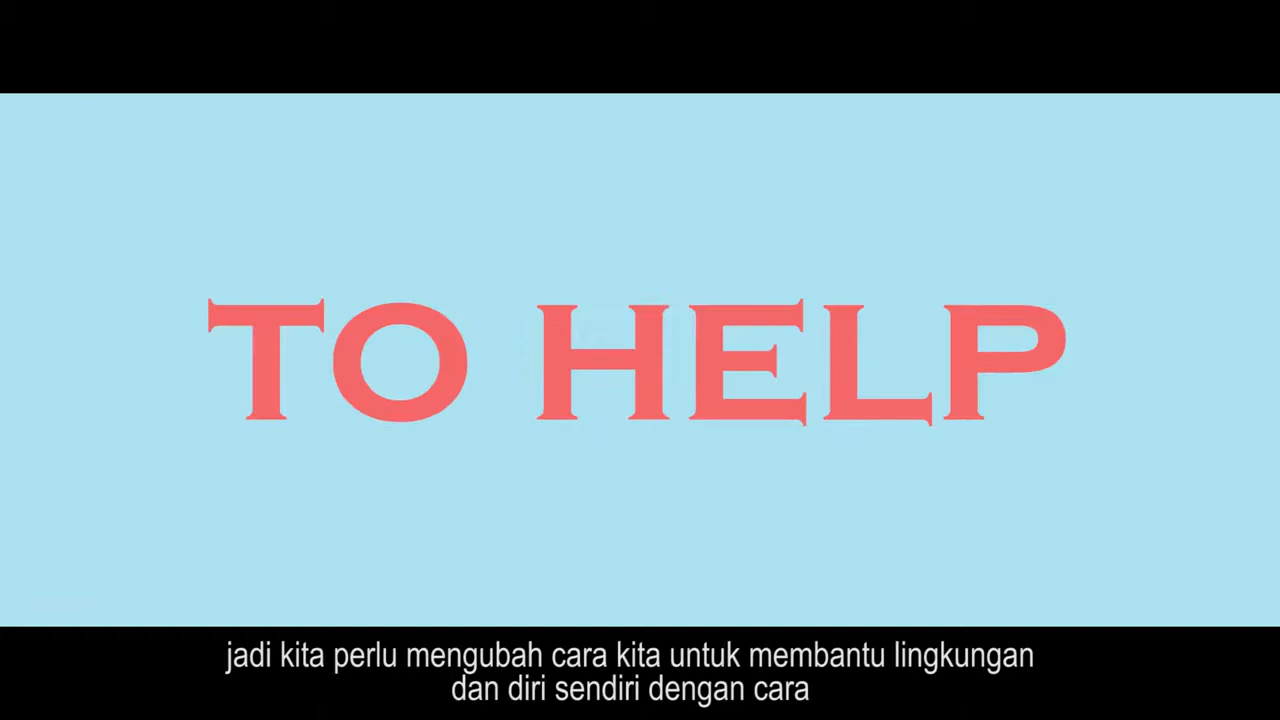 TO HELP
jadi kita perlu mengubah cara kita untuk membantu lingkungan
dan diri sendiri dengan cara